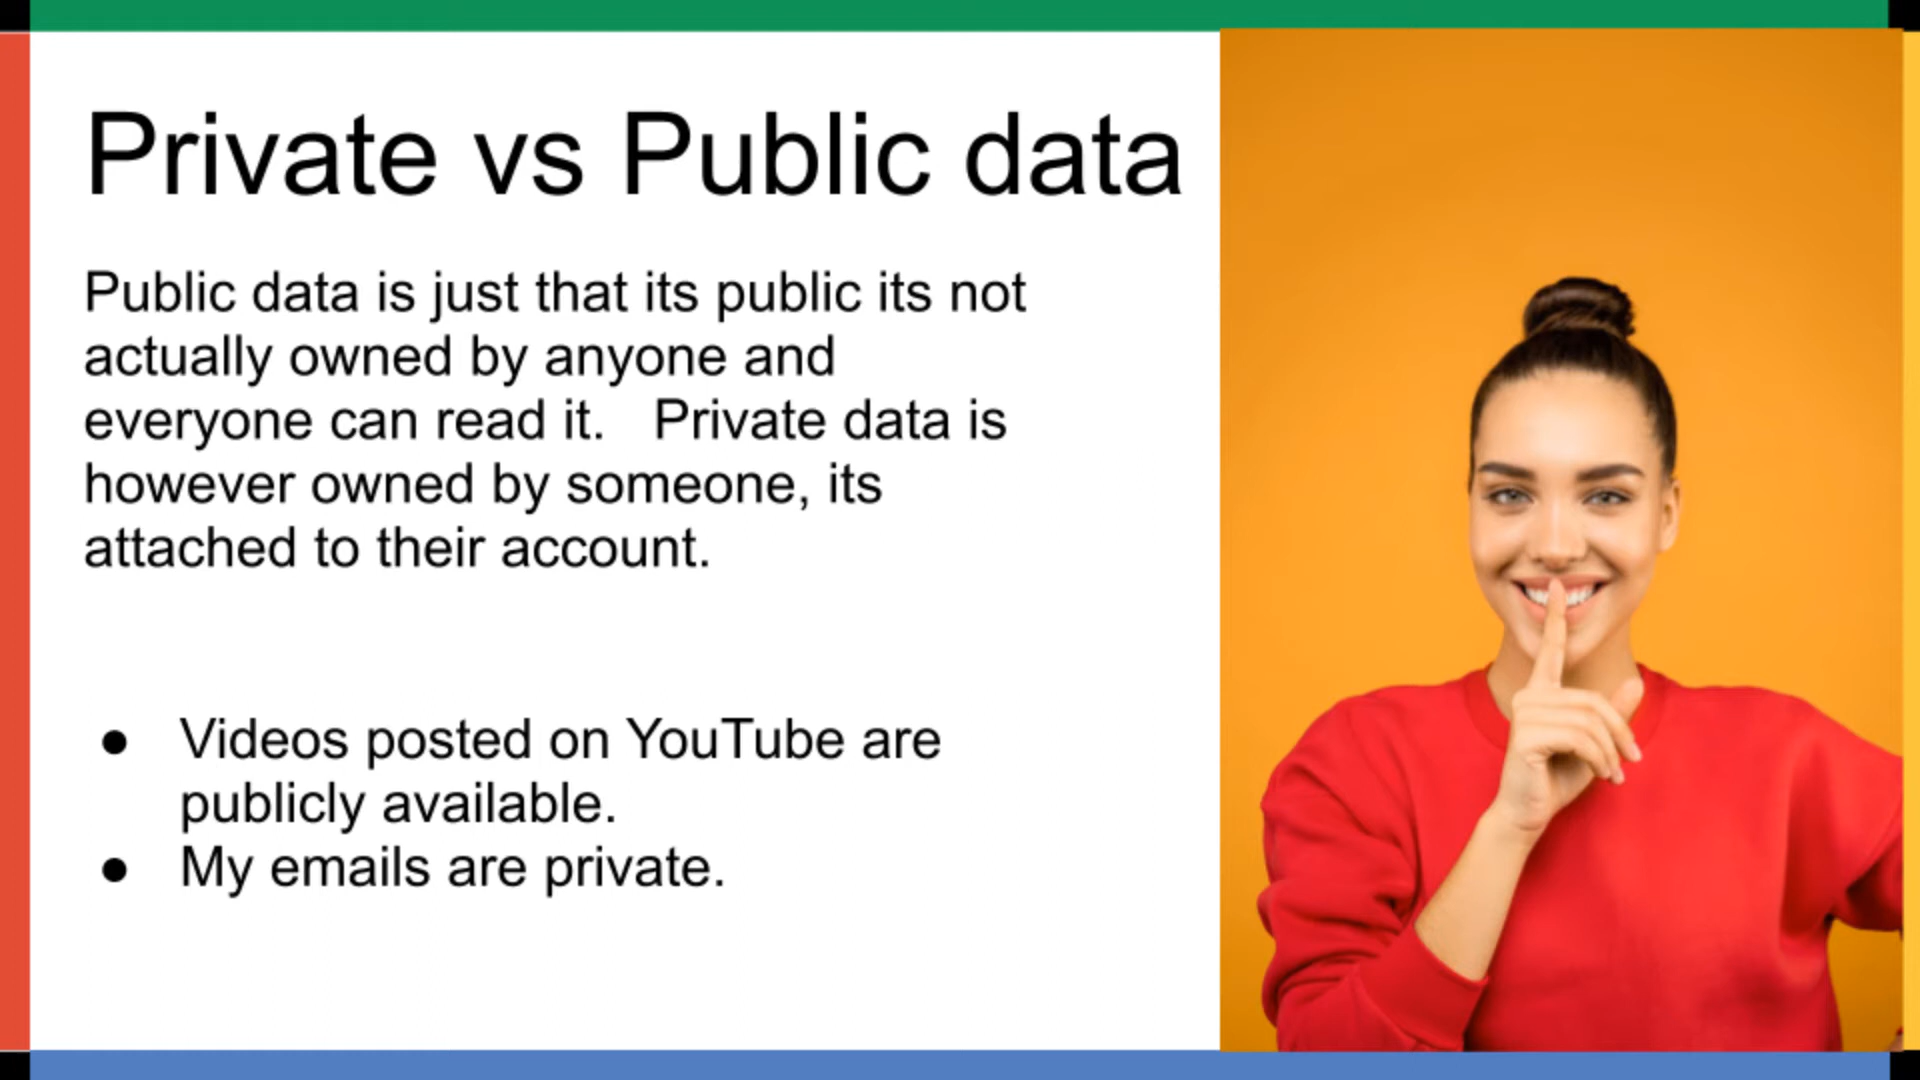 Private vs Public data
Public data is just that its public its not
actually owned by anyone and
everyone can read it.   Private data is
however owned by someone, its
attached to their account.
● Videos posted on YouTube are
publicly available.
● My emails are private.